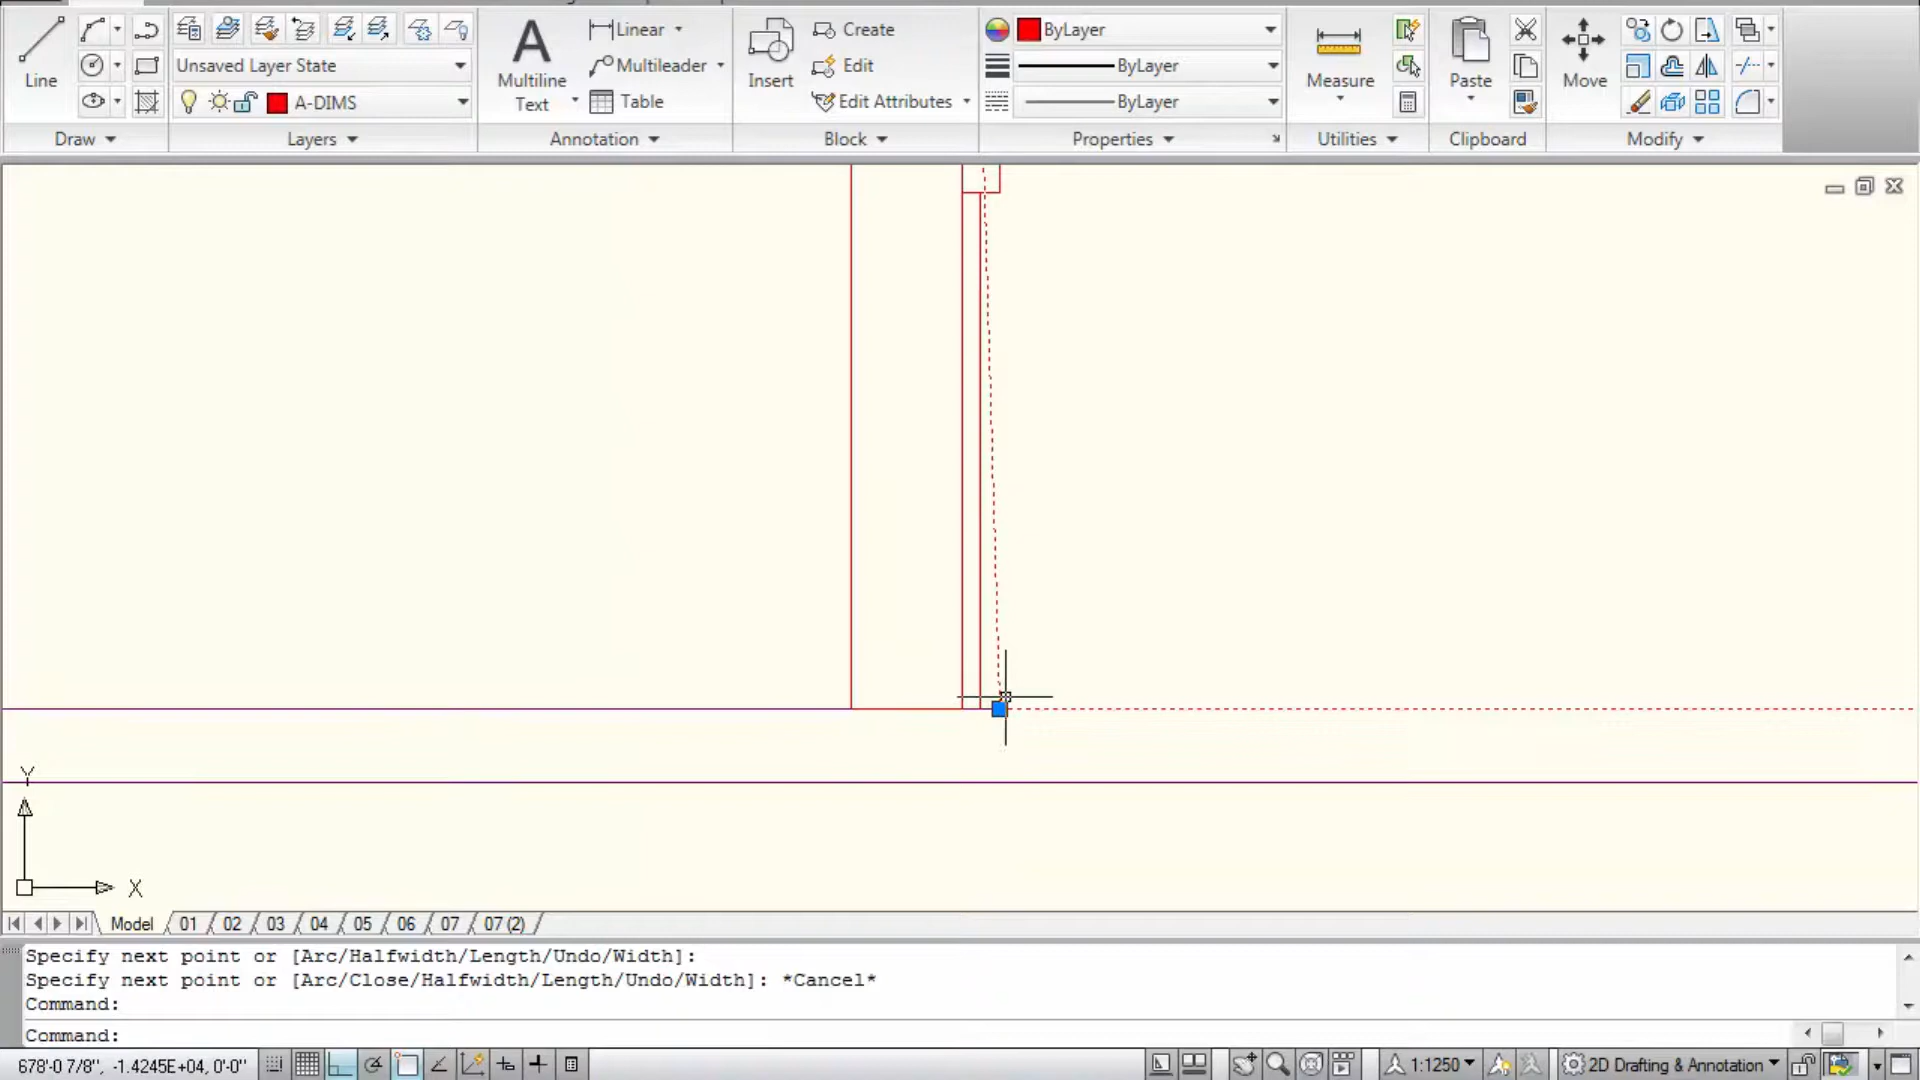 Line
Unsaved Layer State
A-DIMS
Draw
Layers
A
Multiline
Text
Linear
Multileader
Table
Annotation
Insert
Create
Edit
Edit Attributes
Block
ByLayer
ByLayer
ByLayer
Properties
Measure
Utilities
Paste
Clipboard
Move
Modify
Y
X
Model 01 02 03 04 05 06 07 07 (2)
Specify next point or [Arc/Halfwidth/Length/Undo/Width]:
Specify next point or [Arc/Close/Halfwidth/Length/Undo/Width]: *Cancel*
Command:
Command:
678'-0 7/8", -1.4245E+04, 0'-0"
1:1250
2D Drafting & Annotation